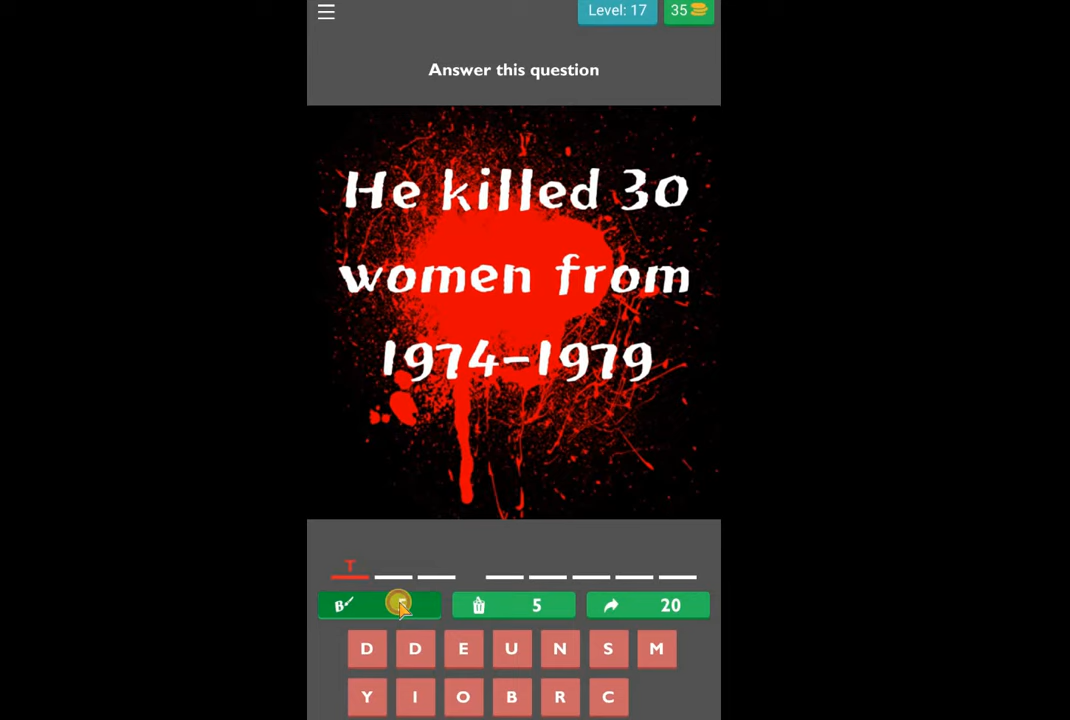 Level: 17
35
Answer this question
He killed 30
women from
1974-1979
T
5
20
D D E U N S M
Y I O B R C